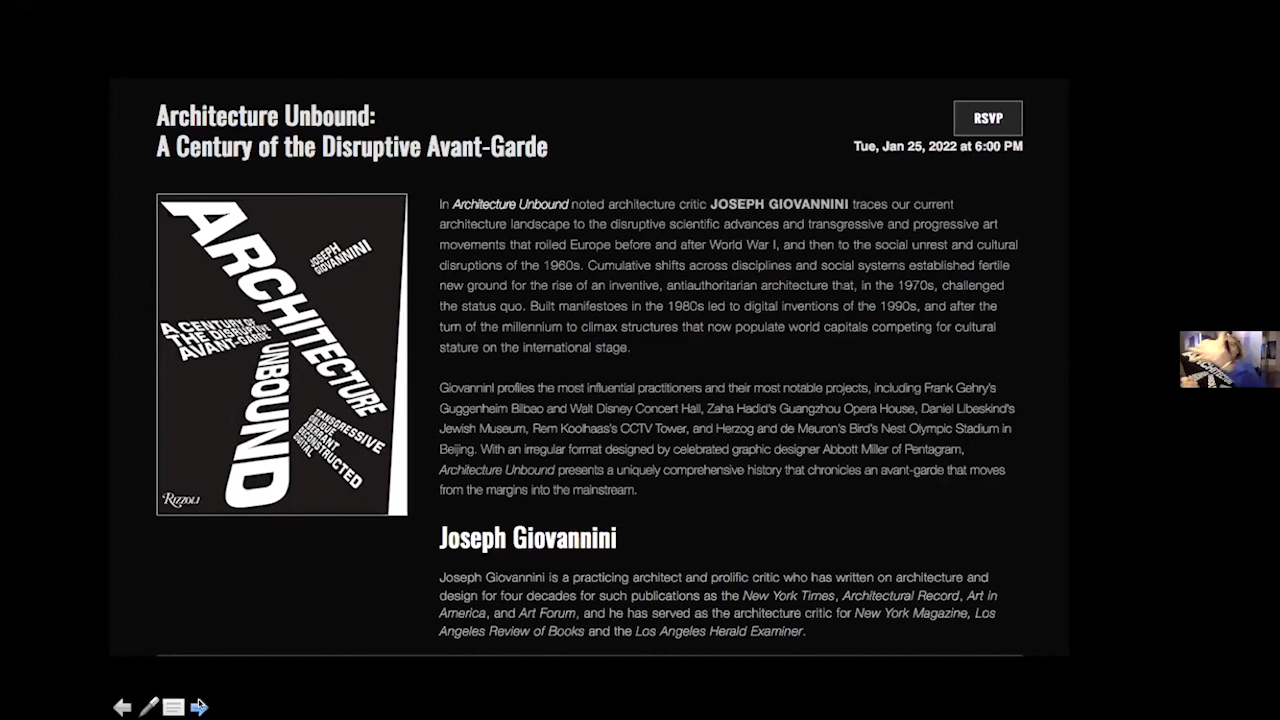 Architecture Unbound:
A Century of the Disruptive Avant-Garde
RSVP
Tue, Jan 25, 2022 at 6:00 PM
ARCHITECTURE
UNBOUND
JOSEPH
GIOVANNINI
A CENTURY OF
THE DISRUPTIVE
AVANT-GARDE
TRANSGRESSIVE
OBLIQUE
ABERRANT
DECONSTRUCTED
DIGITAL
RIZZOLI
In Architecture Unbound noted architecture critic JOSEPH GIOVANNINI traces our current
architecture landscape to the disruptive scientific advances and transgressive and progressive art
movements that roiled Europe before and after World War I, and then to the social unrest and cultural
disruptions of the 1960s. Cumulative shifts across disciplines and social systems established fertile
new ground for the rise of an inventive, antiauthoritarian architecture that, in the 1970s, challenged
the status quo. Built manifestoes in the 1980s led to digital inventions of the 1990s, and after the
turn of the millennium to climax structures that now populate world capitals competing for cultural
stature on the international stage.
Giovannini profiles the most influential practitioners and their most notable projects, including Frank Gehry's
Guggenheim Bilbao and Walt Disney Concert Hall, Zaha Hadid's Guangzhou Opera House, Daniel Libeskind's
Jewish Museum, Rem Koolhaas's CCTV Tower, and Herzog and de Meuron's Bird's Nest Olympic Stadium in
Beijing. With an irregular format designed by celebrated graphic designer Abbott Miller of Pentagram,
Architecture Unbound presents a uniquely comprehensive history that chronicles an avant-garde that moves
from the margins into the mainstream.
Joseph Giovannini
Joseph Giovannini is a practicing architect and prolific critic who has written on architecture and
design for four decades for such publications as the New York Times, Architectural Record, Art in
America, and Art Forum, and he has served as the architecture critic for New York Magazine, Los
Angeles Review of Books and the Los Angeles Herald Examiner.